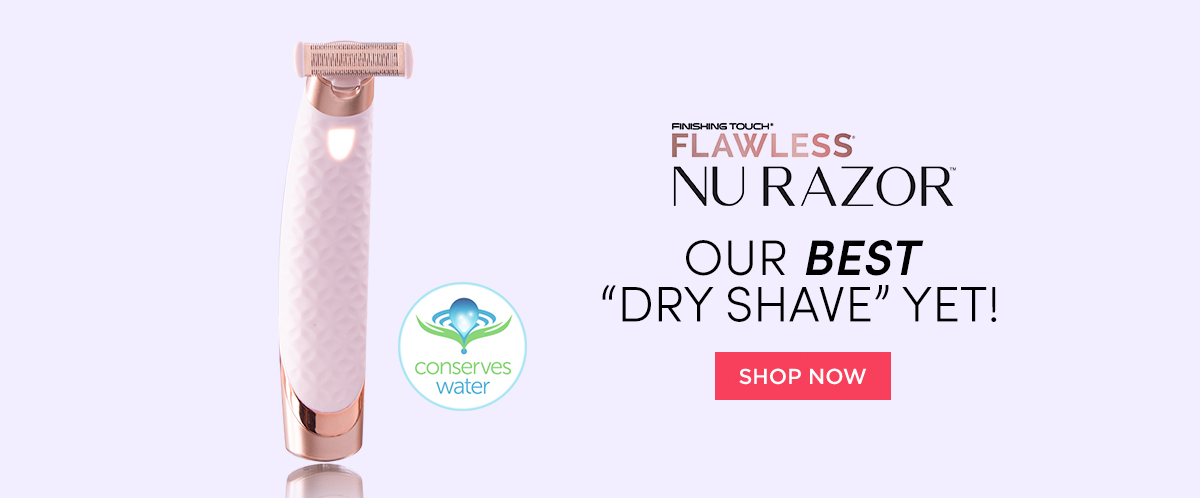 FINISHING TOUCH®
FLAWLESS®
NU RAZOR™
OUR BEST
“DRY SHAVE” YET!
conserves
water
SHOP NOW